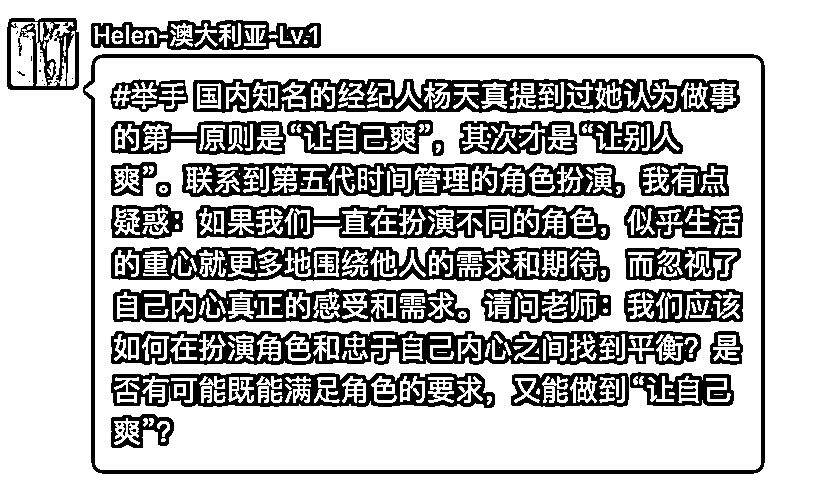 Helen-澳大利亚-Lv.1
#举手 国内知名的经纪人杨天真提到过她认为做事
的第一原则是“让自己爽”，其次才是“让别人
爽”。联系到第五代时间管理的角色扮演，我有点
疑惑：如果我们一直在扮演不同的角色，似乎生活
的重心就更多地围绕他人的需求和期待，而忽视了
自己内心真正的感受和需求。请问老师：我们应该
如何在扮演角色和忠于自己内心之间找到平衡？是
否有可能既能满足角色的要求，又能做到“让自己
爽”？